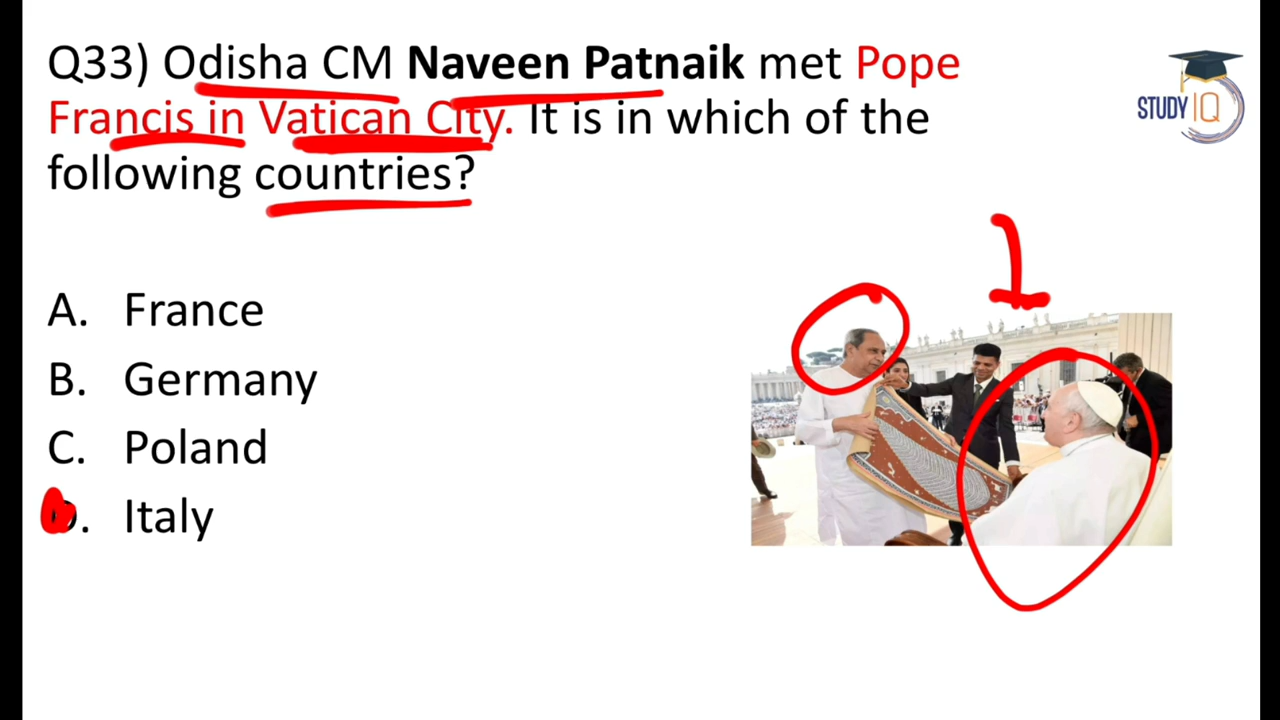 Q33) Odisha CM Naveen Patnaik met Pope
Francis in Vatican City. It is in which of the
following countries?
STUDY IQ
A. France
B. Germany
C. Poland
D. Italy